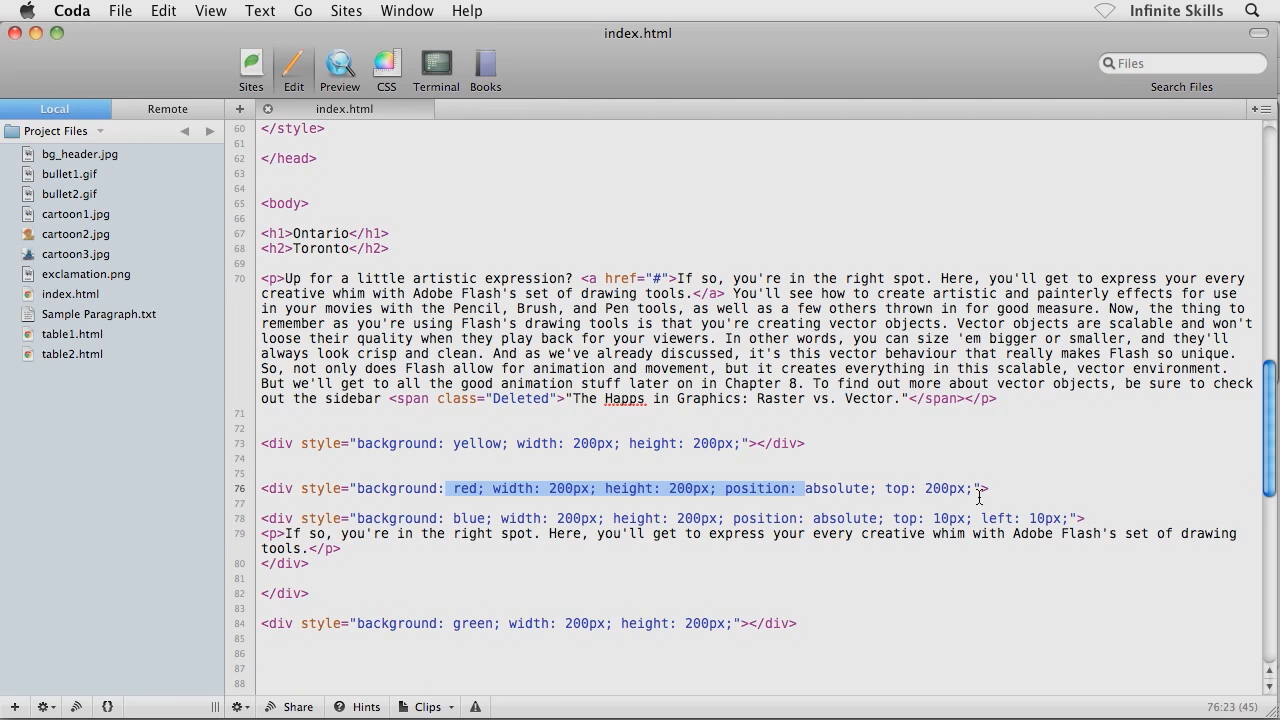 Coda File Edit View Text Go Sites Window Help Infinite Skills
index.html
Sites Edit Preview CSS Terminal Books Files
Search Files
Local Remote + index.html
Project Files
bg_header.jpg
bullet1.gif
bullet2.gif
cartoon1.jpg
cartoon2.jpg
cartoon3.jpg
exclamation.png
index.html
Sample Paragraph.txt
table1.html
table2.html
60 </style>
61
62 </head>
63
64
65 <body>
66
67 <h1>Ontario</h1>
68 <h2>Toronto</h2>
69
70 <p>Up for a little artistic expression? <a href="#">If so, you're in the right spot. Here, you'll get to express your every
creative whim with Adobe Flash's set of drawing tools.</a> You'll see how to create artistic and painterly effects for use
in your movies with the Pencil, Brush, and Pen tools, as well as a few others thrown in for good measure. Now, the thing to
remember as you're using Flash's drawing tools is that you're creating vector objects. Vector objects are scalable and won't
loose their quality when they play back for your viewers. In other words, you can size 'em bigger or smaller, and they'll
always look crisp and clean. And as we've already discussed, it's this vector behaviour that really makes Flash so unique.
So, not only does Flash allow for animation and movement, but it creates everything in this scalable, vector environment.
But we'll get to all the good animation stuff later on in Chapter 8. To find out more about vector objects, be sure to check
out the sidebar <span class="Deleted">"The Happs in Graphics: Raster vs. Vector."</span></p>
71
72
73 <div style="background: yellow; width: 200px; height: 200px;"></div>
74
75
76 <div style="background: red; width: 200px; height: 200px; position: absolute; top: 200px;">
77
78 <div style="background: blue; width: 200px; height: 200px; position: absolute; top: 10px; left: 10px;">
79 <p>If so, you're in the right spot. Here, you'll get to express your every creative whim with Adobe Flash's set of drawing
tools.</p>
80 </div>
81
82 </div>
83
84 <div style="background: green; width: 200px; height: 200px;"></div>
85
86
87
88
+ {} Share Hints Clips 76:23 (45)